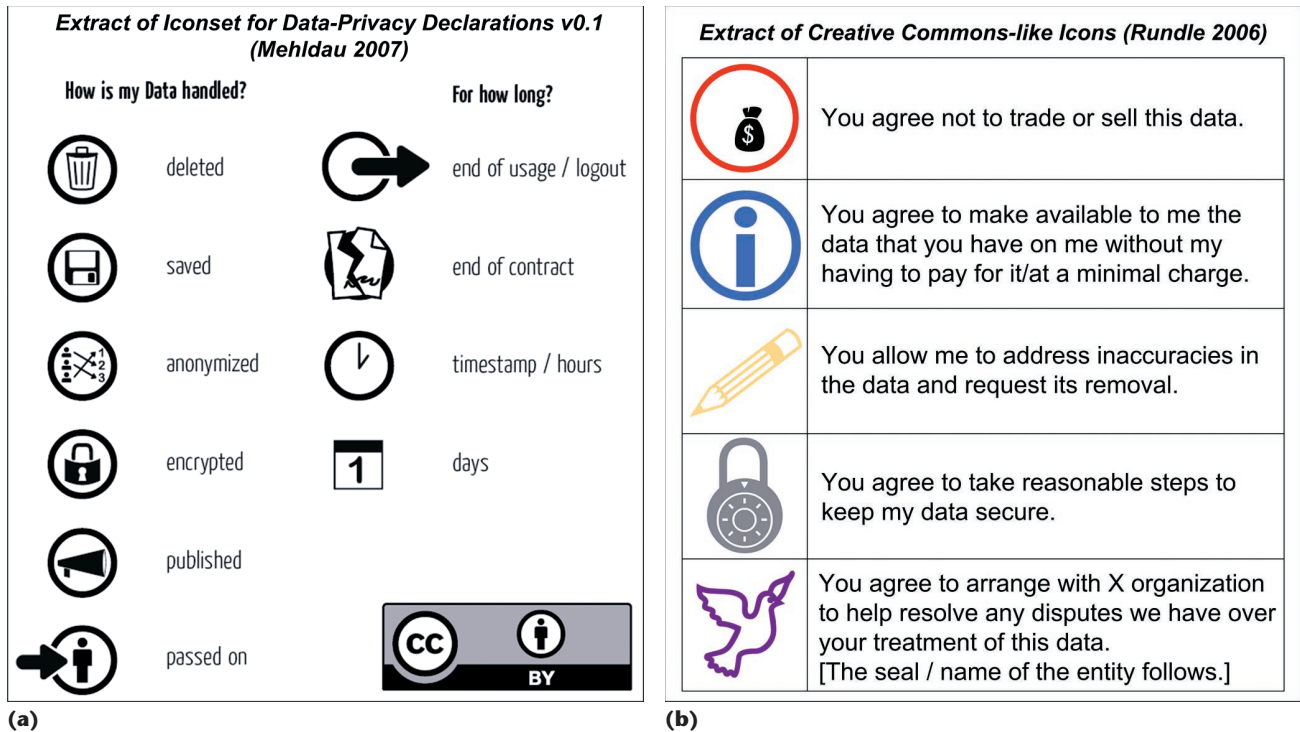 Extract of Iconset for Data-Privacy Declarations v0.1
(Mehldau 2007)
How is my Data handled?
For how long?
deleted
end of usage / logout
saved
end of contract
1
2
3
anonymized
timestamp / hours
encrypted
1
days
published
passed on
CC
BY
(a)
Extract of Creative Commons-like Icons (Rundle 2006)
$
You agree not to trade or sell this data.
i
You agree to make available to me the
data that you have on me without my
having to pay for it/at a minimal charge.
You allow me to address inaccuracies in
the data and request its removal.
You agree to take reasonable steps to
keep my data secure.
You agree to arrange with X organization
to help resolve any disputes we have over
your treatment of this data.
[The seal / name of the entity follows.]
(b)